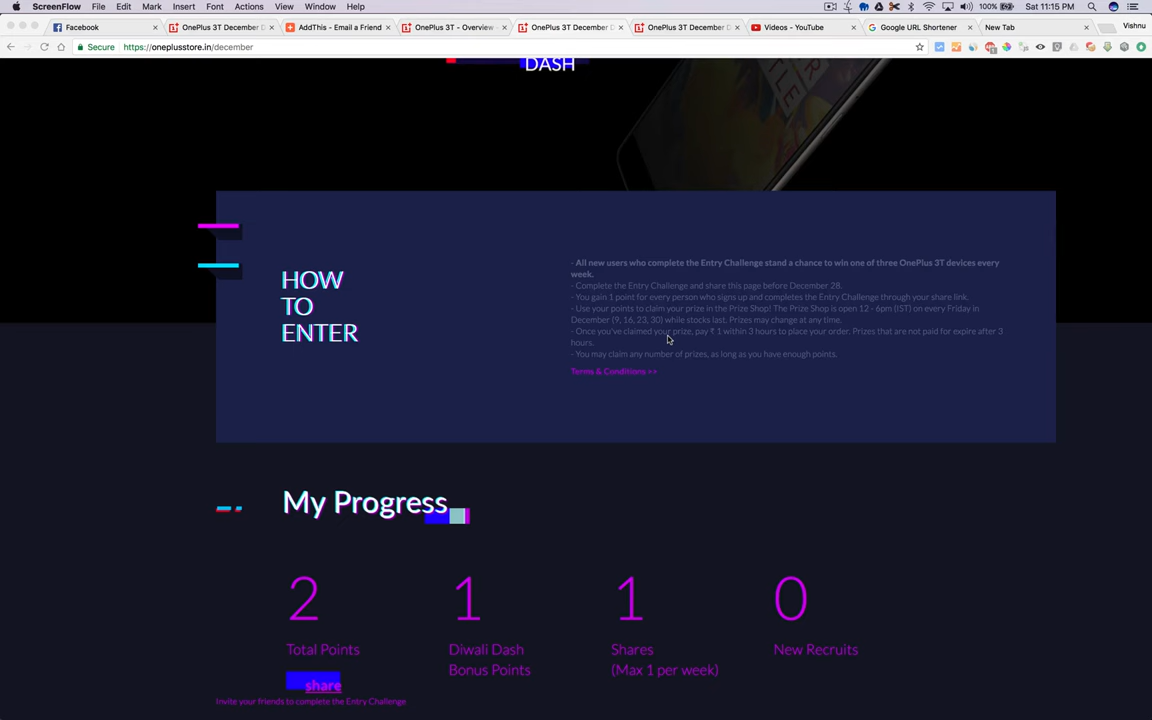 ScreenFlow File Edit Mark Insert Font Actions View Window Help 100% Sat 11:15 PM
Facebook OnePlus 3T December D AddThis - Email a Friend OnePlus 3T - Overview - OnePlus 3T December D OnePlus 3T December D Videos - YouTube Google URL Shortener New Tab Vishnu
Secure https://oneplusstore.in/december
DASH
HOW
TO
ENTER
- All new users who complete the Entry Challenge stand a chance to win one of three OnePlus 3T devices every
week.
- Complete the Entry Challenge and share this page before December 28.
- You gain 1 point for every person who signs up and completes the Entry Challenge through your share link.
- Use your points to claim your prize in the Prize Shop! The Prize Shop is open 12 - 6pm (IST) on every Friday in
December (9, 16, 23, 30) while stocks last. Prizes may change at any time.
- Once you've claimed your prize, pay ₹ 1 within 3 hours to place your order. Prizes that are not paid for expire after 3
hours.
- You may claim any number of prizes, as long as you have enough points.
Terms & Conditions >>
My Progress
2 1 1 0
Total Points Diwali Dash Shares New Recruits
Bonus Points (Max 1 per week)
share
Invite your friends to complete the Entry Challenge